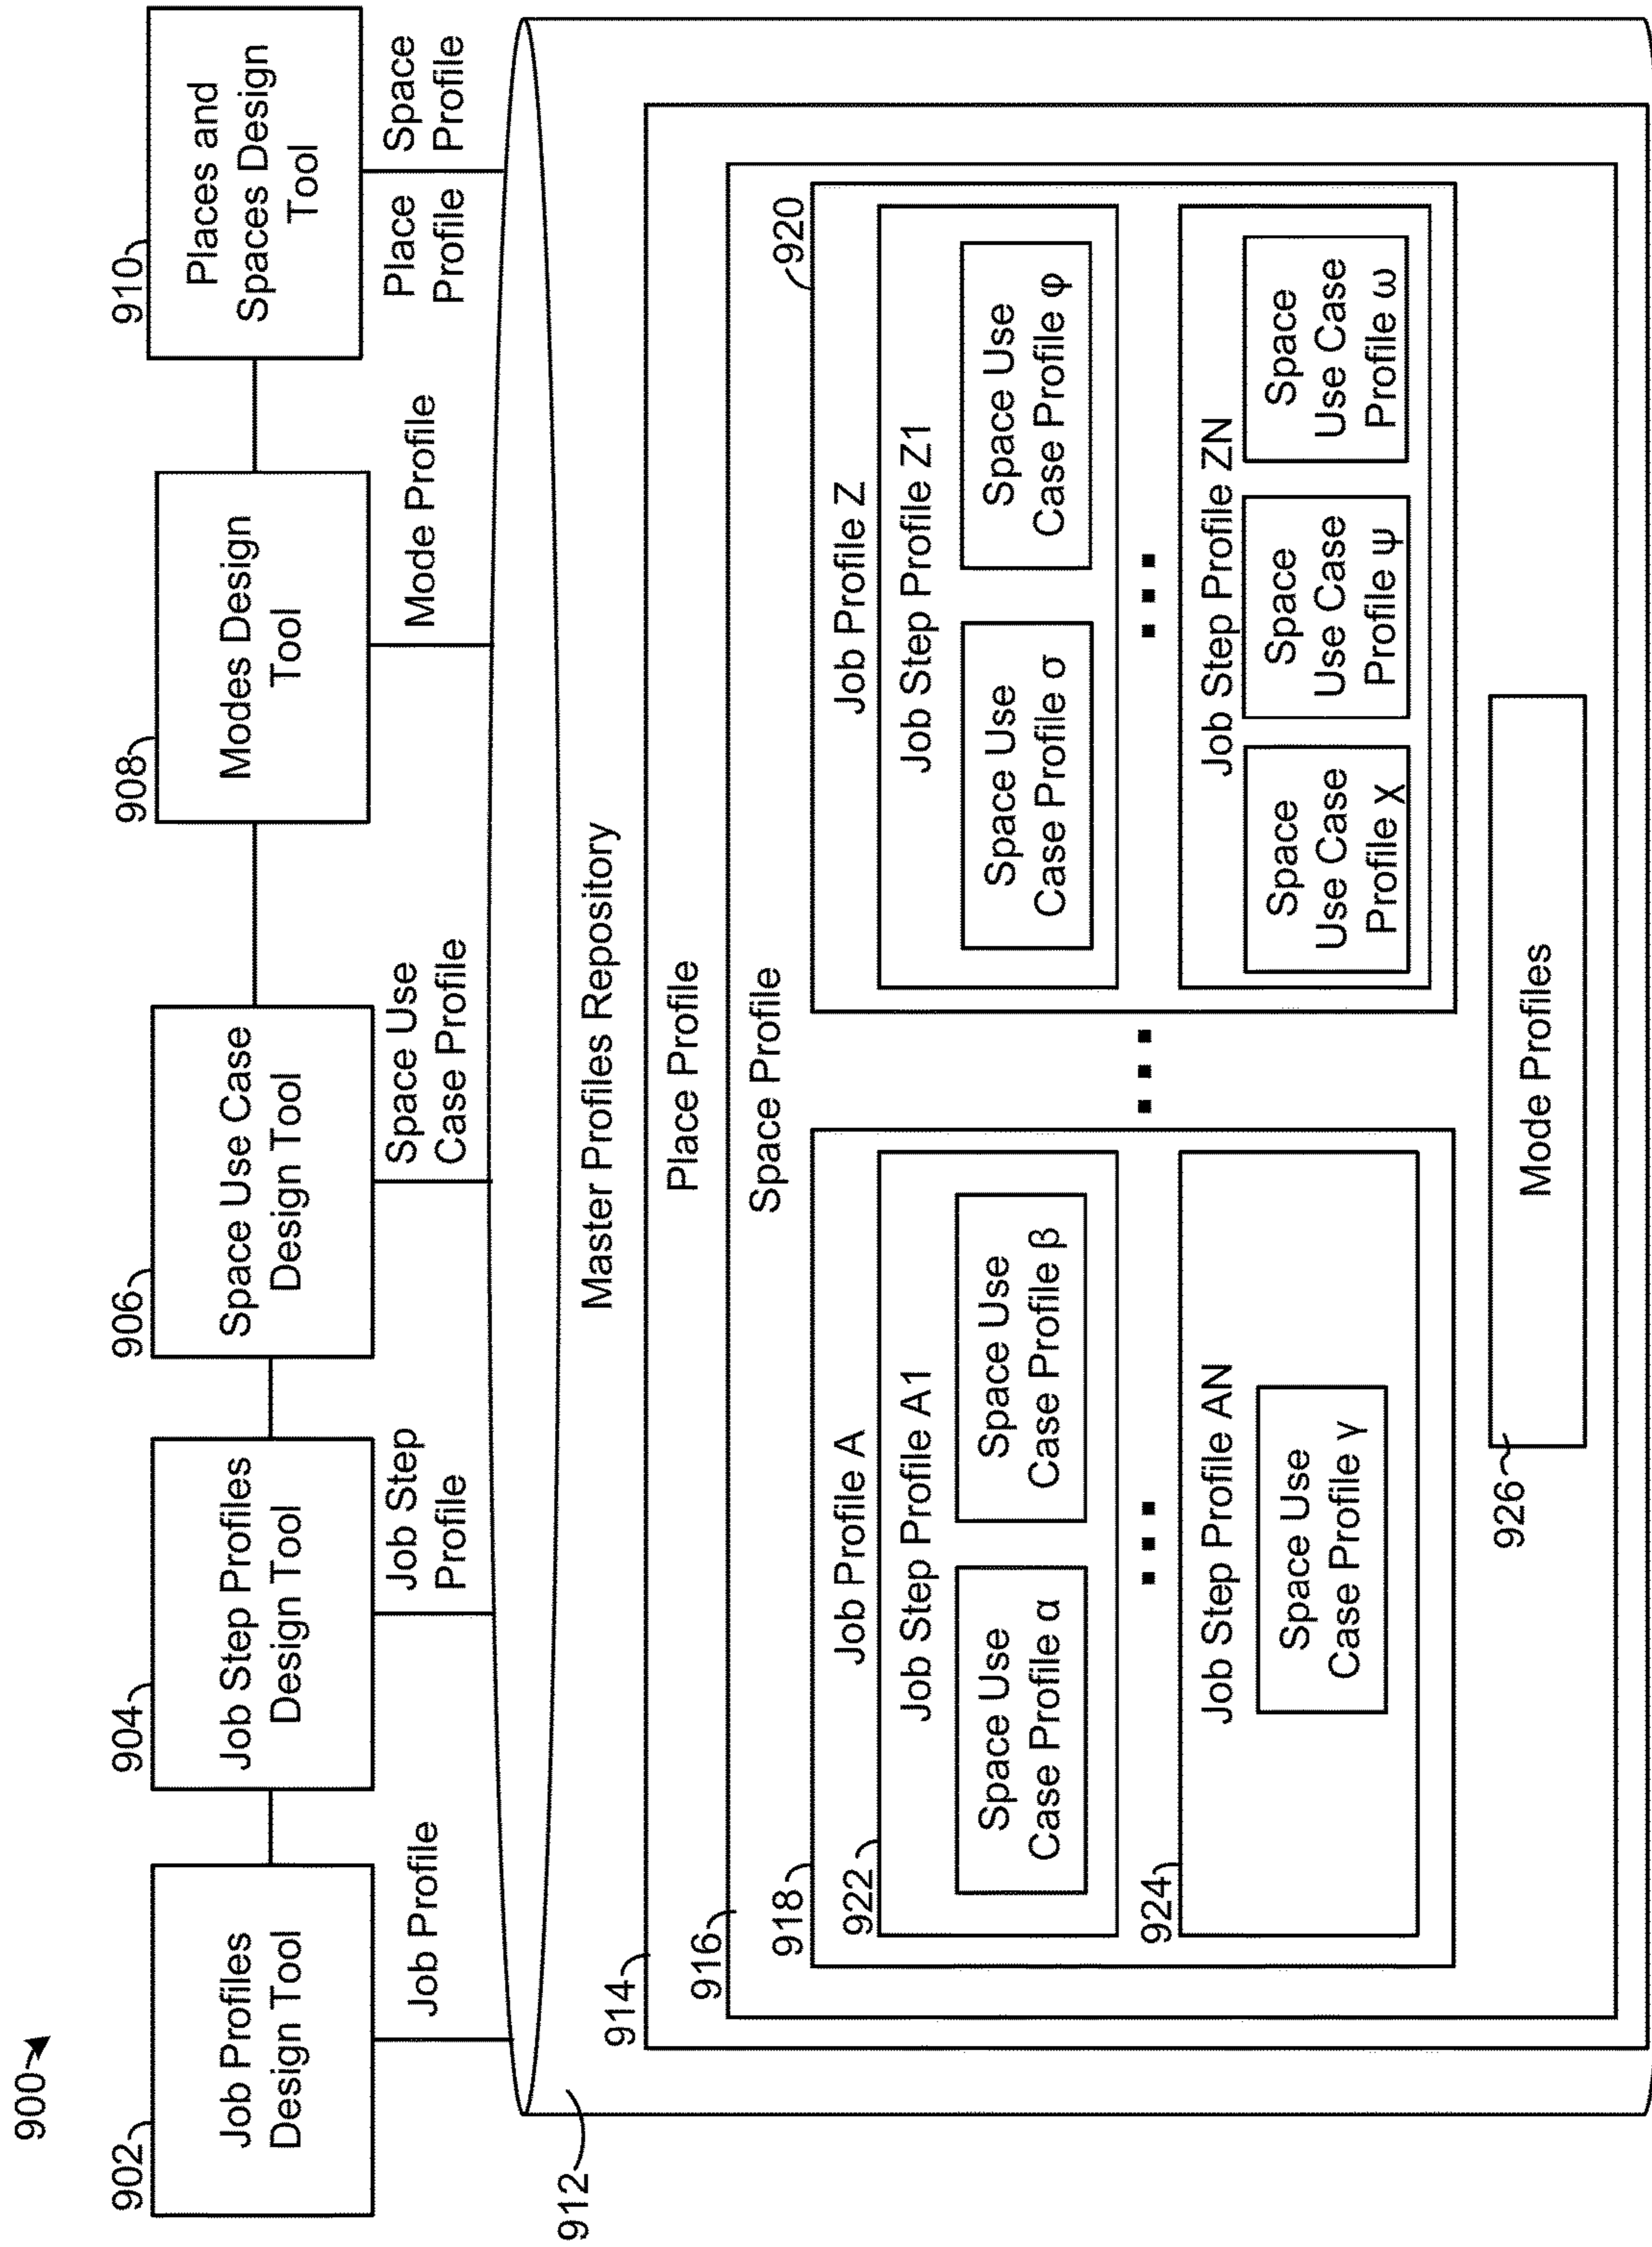 900
902
Job Profiles
Design Tool
904
Job Step Profiles
Design Tool
906
Space Use Case
Design Tool
908
Modes Design
Tool
910
Places and
Spaces Design
Tool
Job Profile
Job Step
Profile
Space Use
Case Profile
Mode Profile
Place
Profile
Space
Profile
912
Master Profiles Repository
914
Place Profile
916
Space Profile
918
Job Profile A
922
Job Step Profile A1
Space Use
Case Profile α
Space Use
Case Profile β
...
924
Job Step Profile AN
Space Use
Case Profile γ
...
920
Job Profile Z
Job Step Profile Z1
Space Use
Case Profile σ
Space Use
Case Profile φ
...
Job Step Profile ZN
Space
Use Case
Profile χ
Space
Use Case
Profile ψ
Space
Use Case
Profile ω
926
Mode Profiles